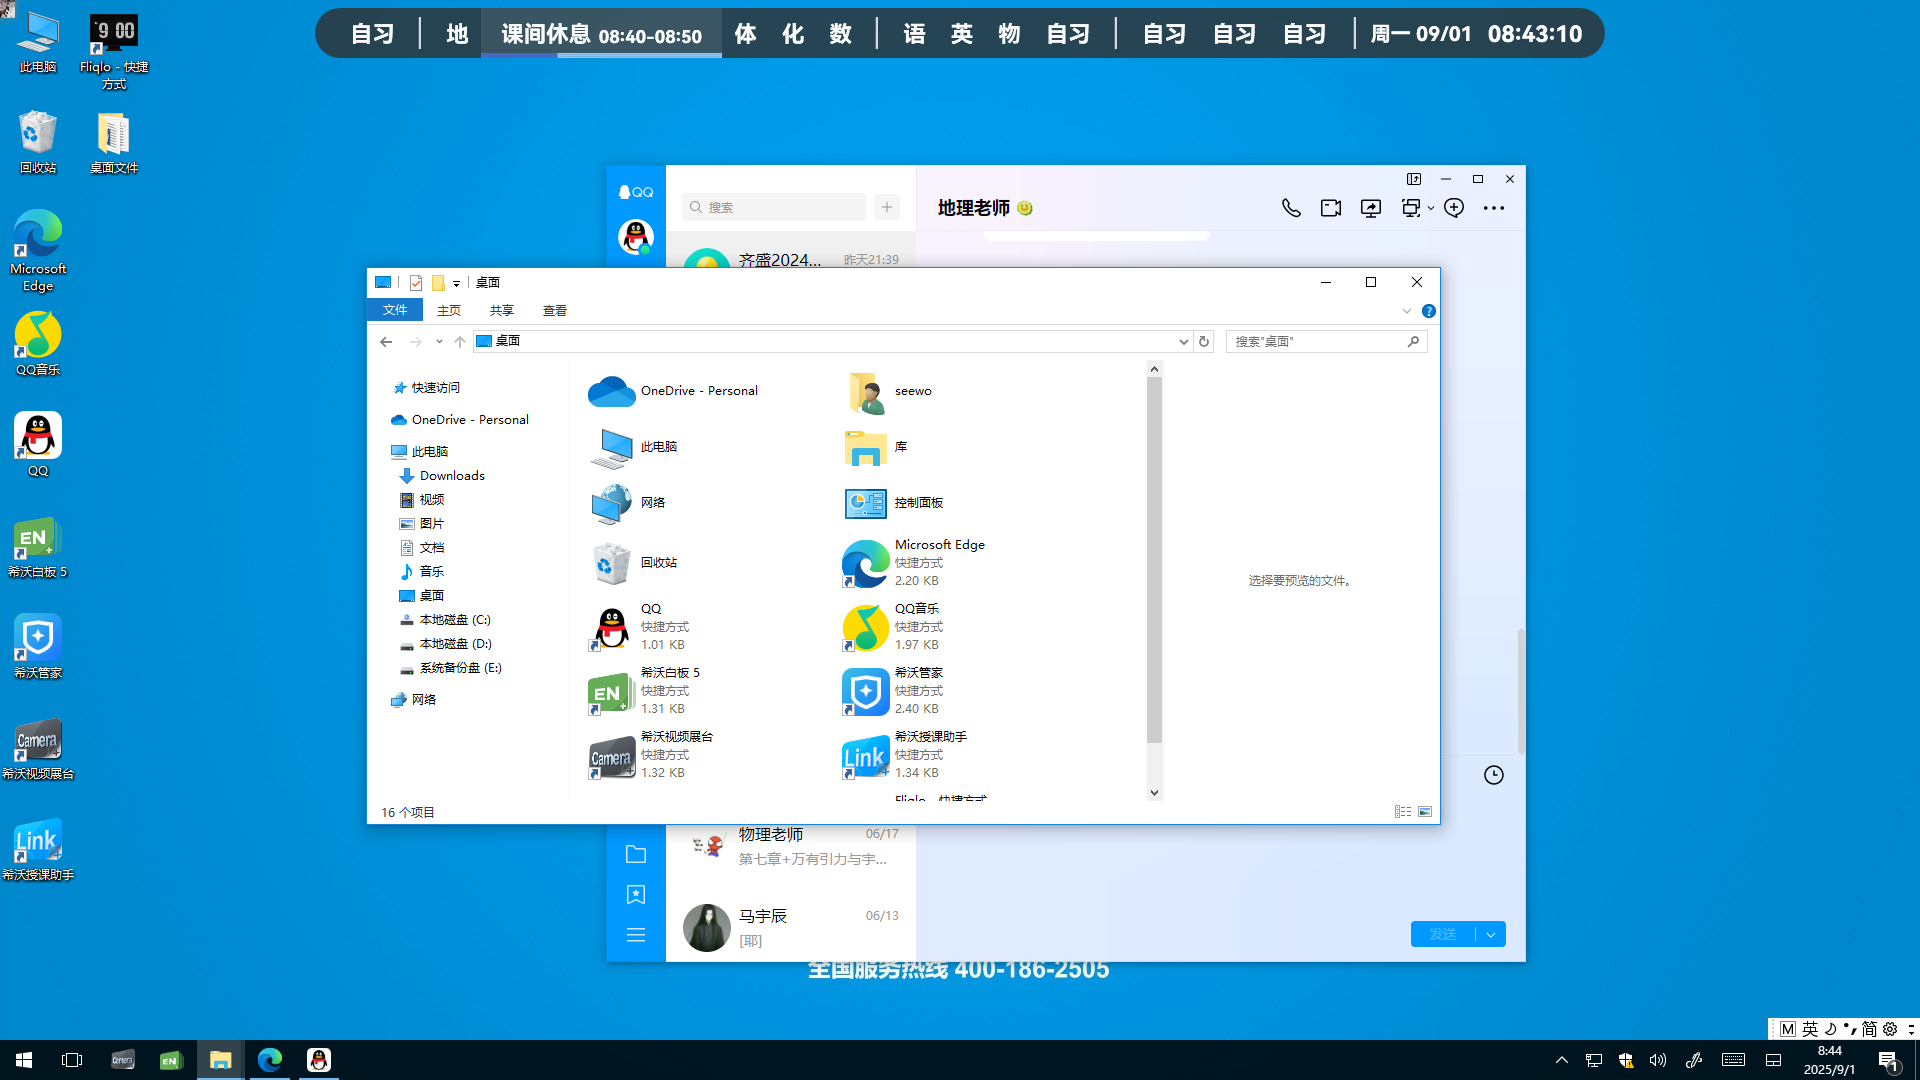 自习 地 课间休息 08:40-08:50 体 化 数 语 英 物 自习 自习 自习 自习 周一 09/01 08:43:10
此电脑
Fliqlo - 快捷
方式
回收站
桌面文件
Microsoft
Edge
QQ音乐
QQ
EN
希沃白板 5
希沃管家
Camera
希沃视频展台
Link
希沃授课助手
QQ
搜索
地理老师
齐盛2024... 昨天21:39
桌面
文件 主页 共享 查看
桌面
搜索"桌面"
快速访问
OneDrive - Personal
此电脑
Downloads
视频
图片
文档
音乐
桌面
本地磁盘 (C:)
本地磁盘 (D:)
系统备份盘 (E:)
网络
OneDrive - Personal
seewo
此电脑
库
网络
控制面板
回收站
Microsoft Edge
快捷方式
2.20 KB
QQ
快捷方式
1.01 KB
QQ音乐
快捷方式
1.97 KB
EN
希沃白板 5
快捷方式
1.31 KB
希沃管家
快捷方式
2.40 KB
Camera
希沃视频展台
快捷方式
1.32 KB
Link
希沃授课助手
快捷方式
1.34 KB
Fliqlo - 快捷方式
选择要预览的文件。
16 个项目
物理老师 06/17
第七章+万有引力与宇...
马宇辰 06/13
[耶]
发送
全国服务热线 400-186-2505
M 英 简
Camera
EN
8:44
2025/9/1
1